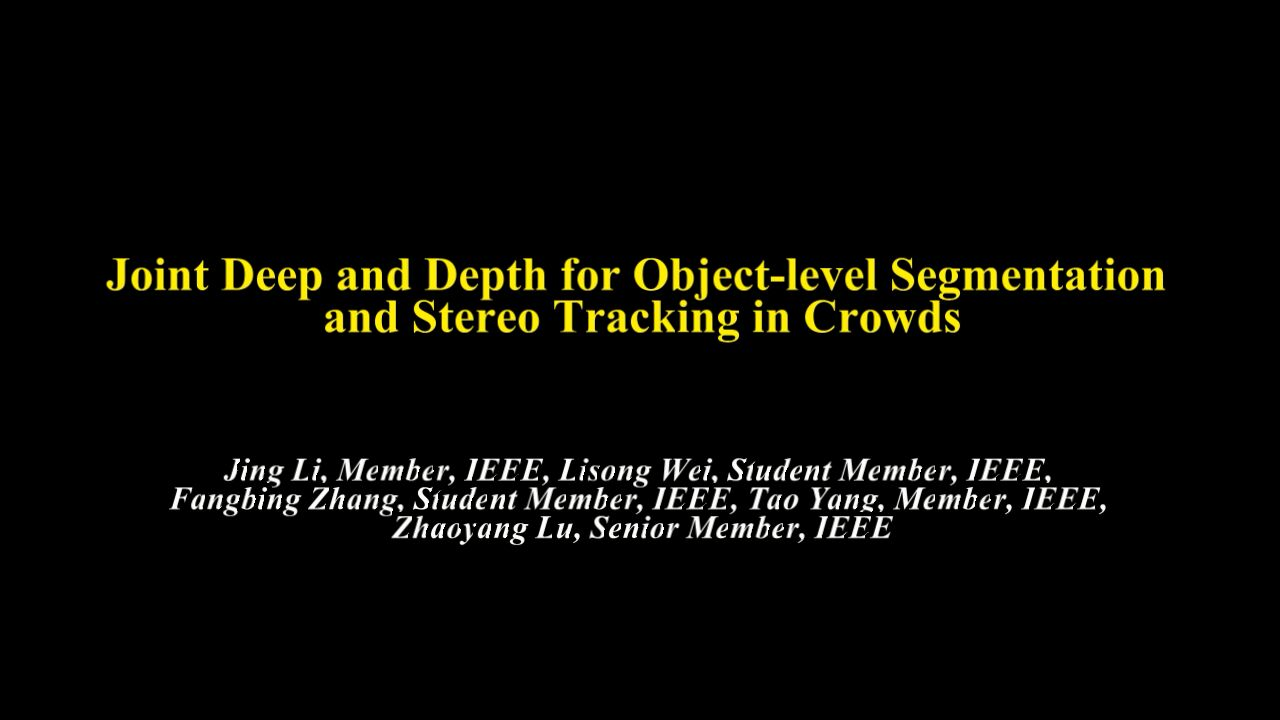 Joint Deep and Depth for Object-level Segmentation
and Stereo Tracking in Crowds
Jing Li, Member, IEEE, Lisong Wei, Student Member, IEEE,
Fangbing Zhang, Student Member, IEEE, Tao Yang, Member, IEEE,
Zhaoyang Lu, Senior Member, IEEE